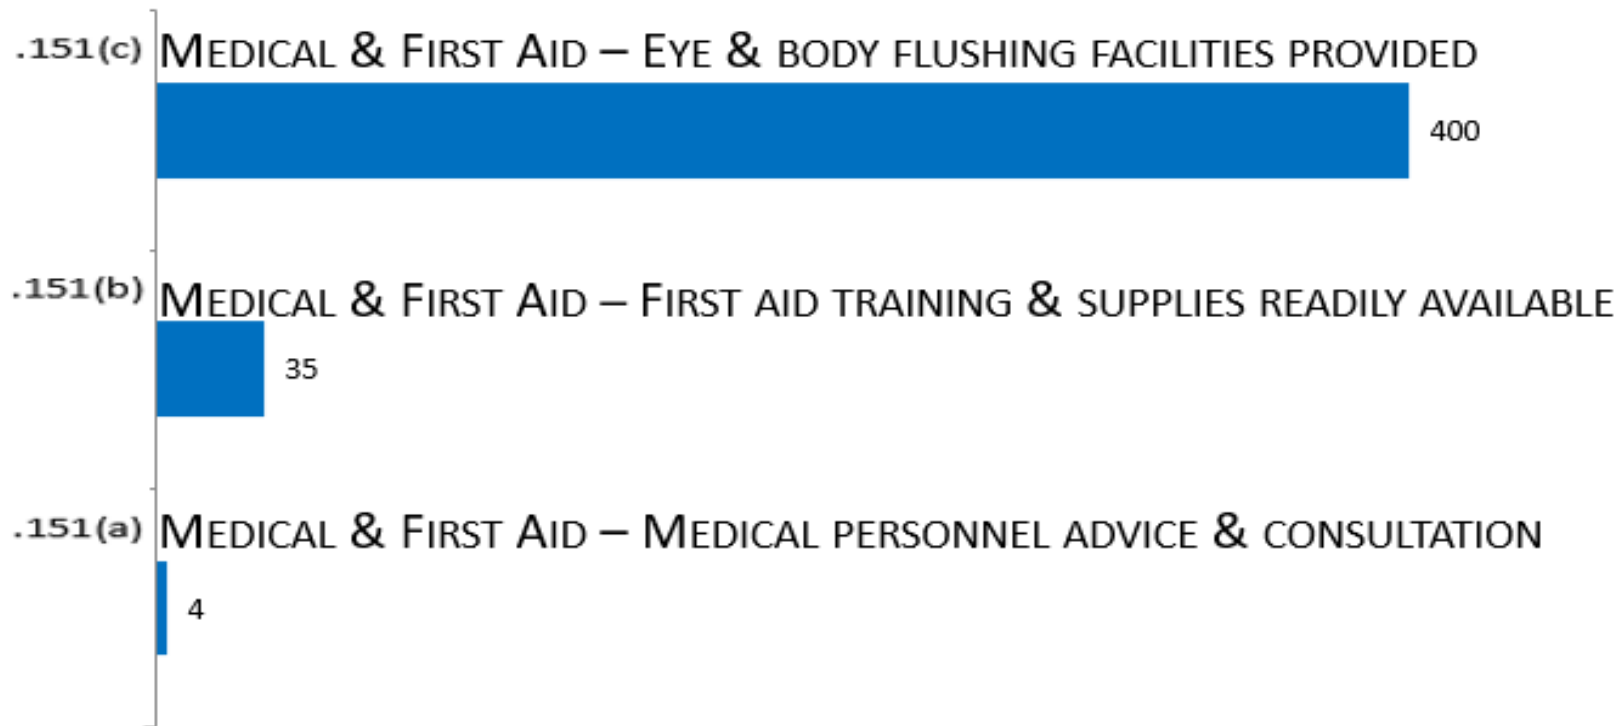 .151(c) MEDICAL & FIRST AID – EYE & BODY FLUSHING FACILITIES PROVIDED
400
.151(b) MEDICAL & FIRST AID – FIRST AID TRAINING & SUPPLIES READILY AVAILABLE
35
.151(a) MEDICAL & FIRST AID – MEDICAL PERSONNEL ADVICE & CONSULTATION
4